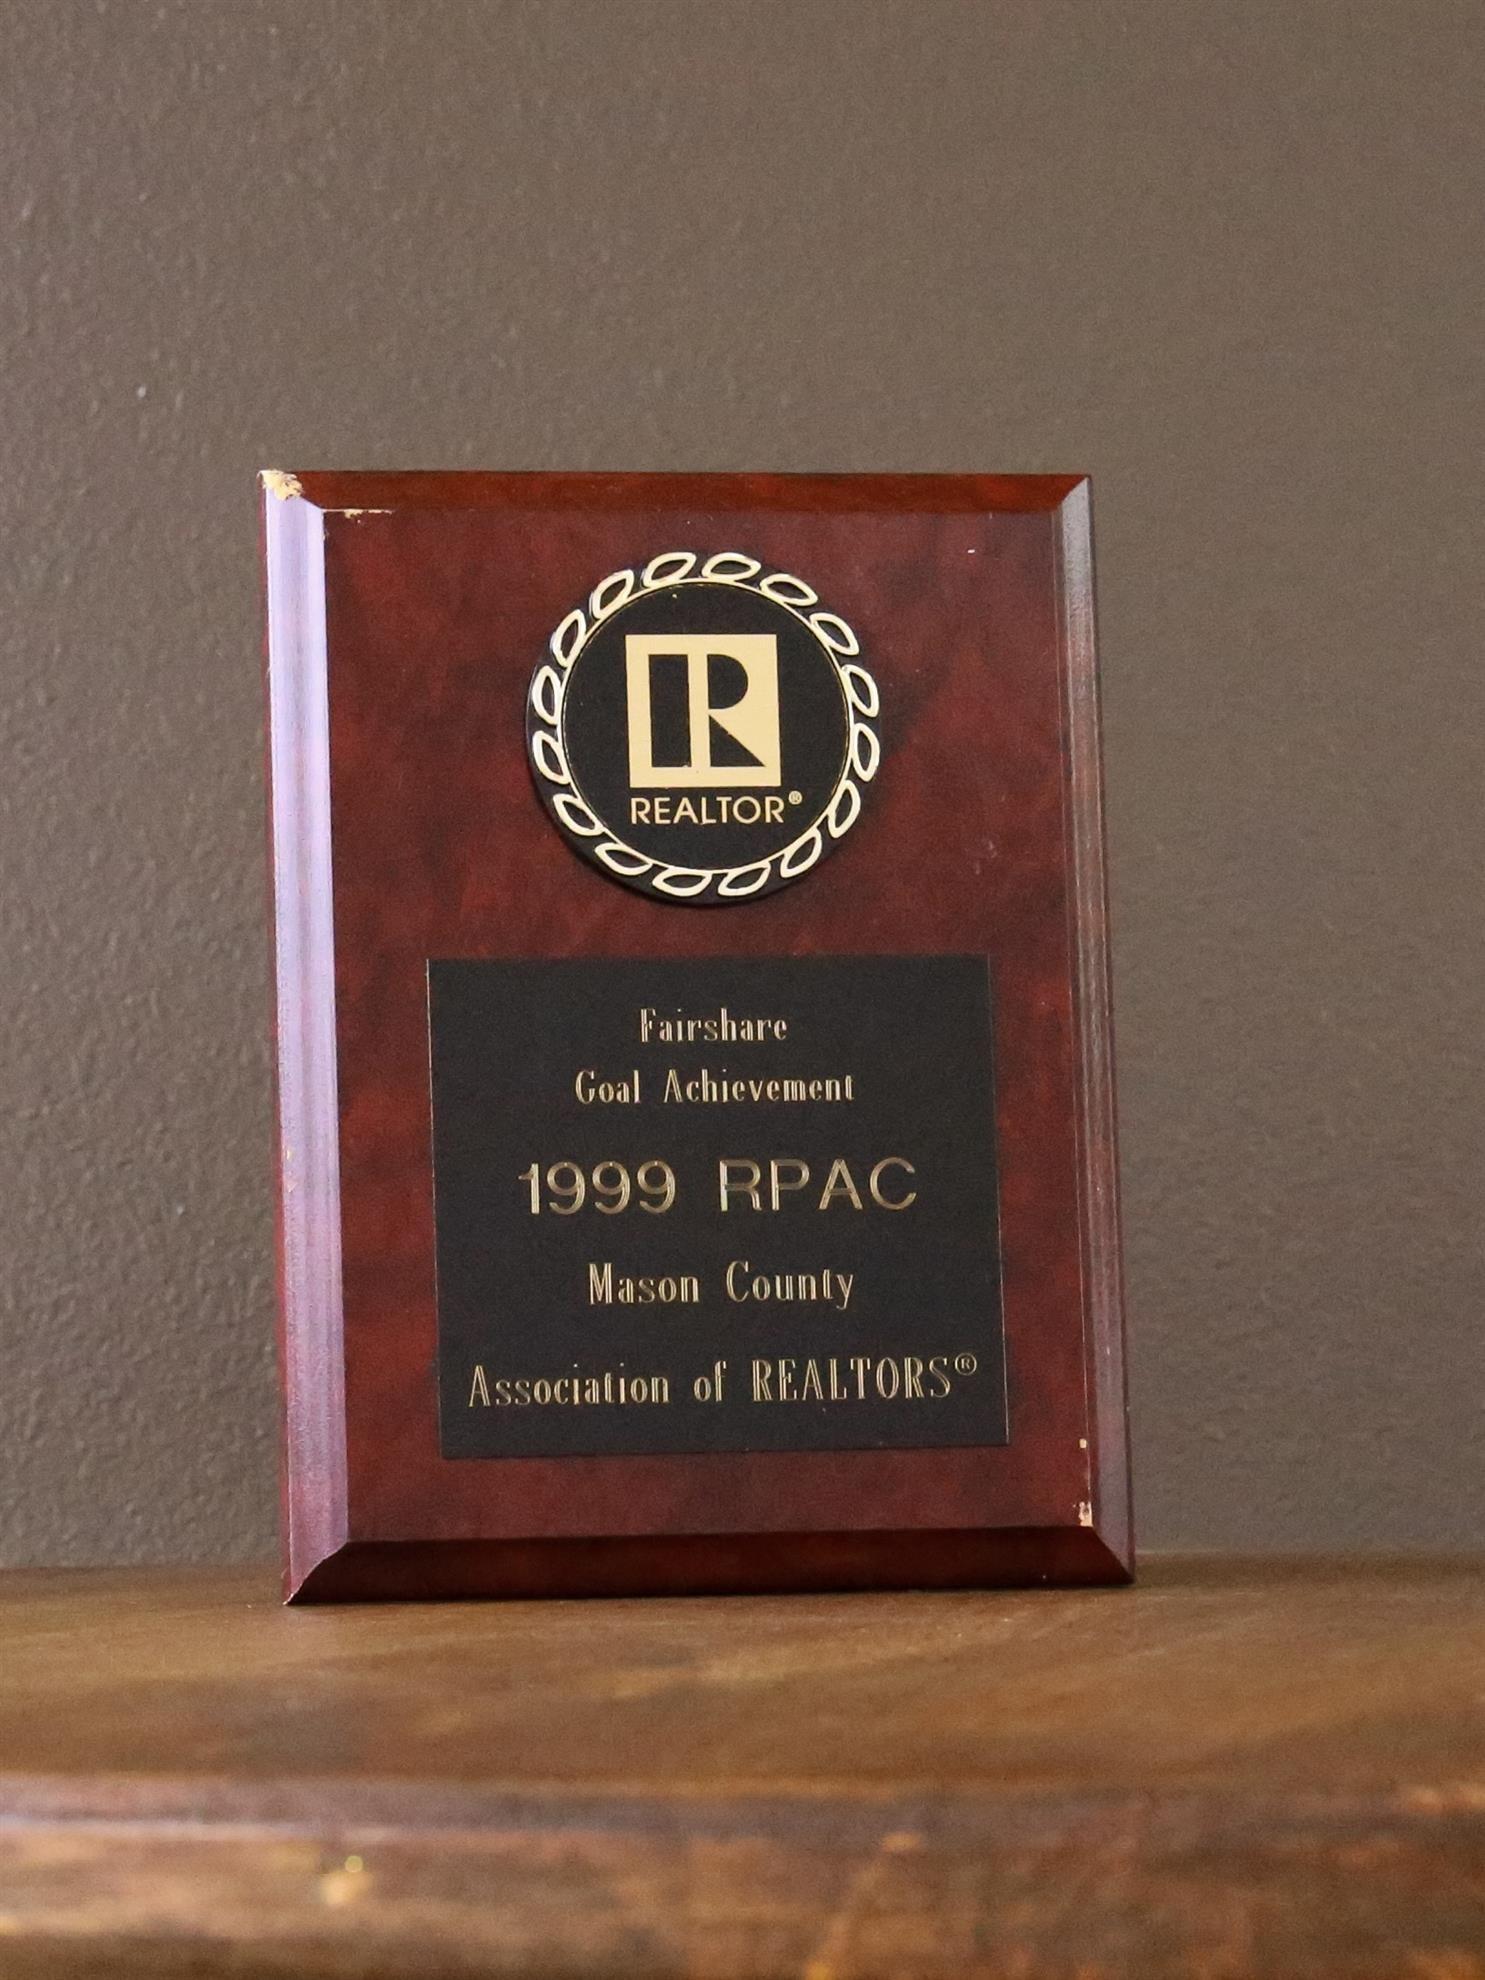 R
REALTOR®
Fairshare
Goal Achievement
1999 RPAC
Mason County
Association of REALTORS®